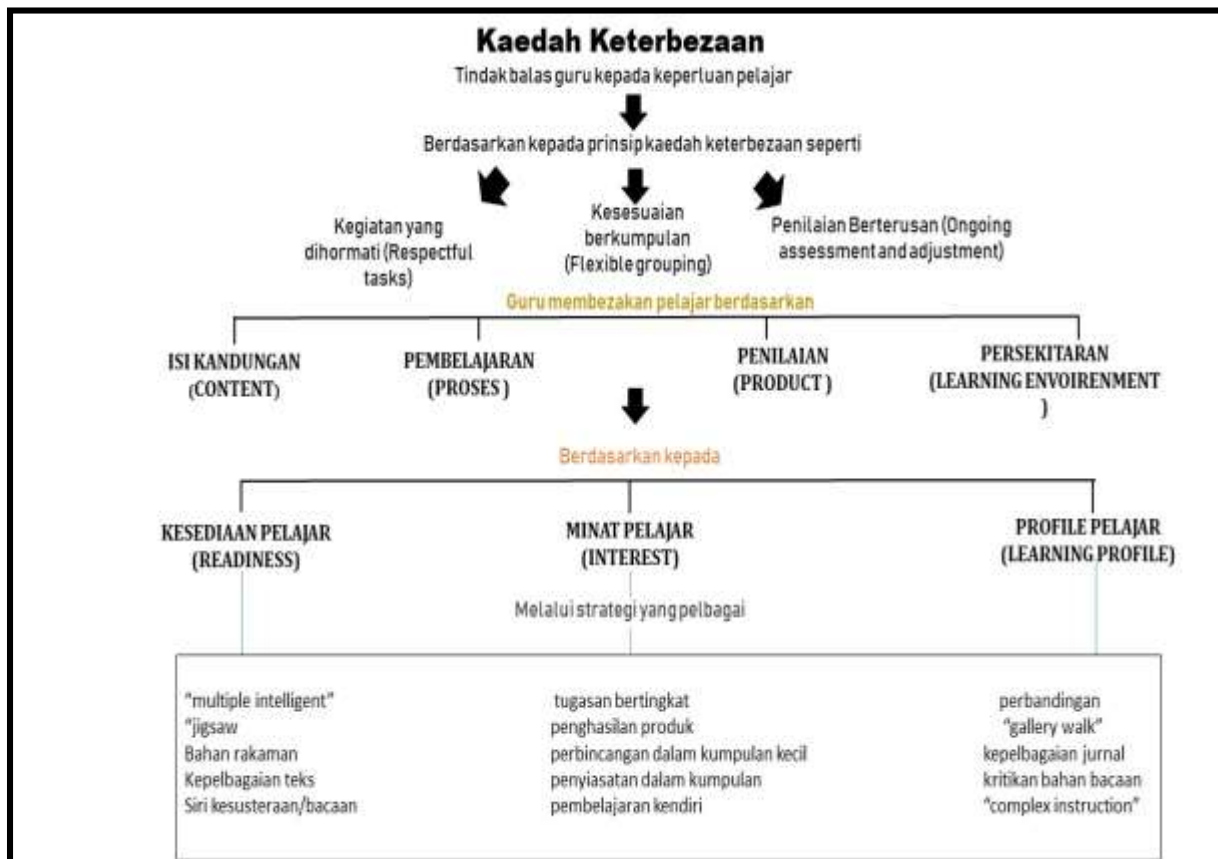 Kaedah Keterbezaan
Tindak balas guru kepada keperluan pelajar
Berdasarkan kepada prinsip kaedah keterbezaan seperti
Kegiatan yang
dihormati (Respectful
tasks)
Kesesuaian
berkumpulan
(Flexible grouping)
Penilaian Berterusan (Ongoing
assessment and adjustment)
Guru membezakan pelajar berdasarkan
ISI KANDUNGAN
(CONTENT)
PEMBELAJARAN
(PROSES )
PENILAIAN
(PRODUCT )
PERSEKITARAN
(LEARNING ENVOIRENMENT
)
Berdasarkan kepada
KESEDIAAN PELAJAR
(READINESS)
MINAT PELAJAR
(INTEREST)
PROFILE PELAJAR
(LEARNING PROFILE)
Melalui strategi yang pelbagai
"multiple intelligent"
"jigsaw
Bahan rakaman
Kepelbagaian teks
Siri kesusteraan/bacaan
tugasan bertingkat
penghasilan produk
perbincangan dalam kumpulan kecil
penyiasatan dalam kumpulan
pembelajaran kendiri
perbandingan
"gallery walk"
kepelbagaian jurnal
kritikan bahan bacaan
"complex instruction"